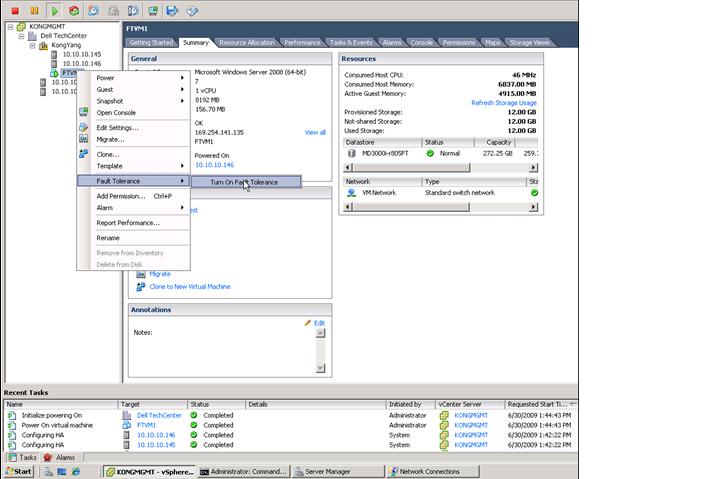 KONGMGMT
Dell TechCenter
KongYang
10.10.10.145
10.10.10.146
FTVM
10.10.1
10.10.1
Power
Guest
Snapshot
Open Console
Edit Settings...
Migrate...
Clone...
Template
Fault Tolerance
Turn On Fault Tolerance
Add Permission... Ctrl+P
Alarm
Report Performance...
Rename
Remove from Inventory
Delete from Disk
FTVM1
Getting Started Summary Resource Allocation Performance Tasks & Events Alarms Console Permissions Maps Storage Views
General
Microsoft Windows Server 2008 (64-bit)
7
1 vCPU
8192 MB
156.70 MB
OK
169.254.141.135 View all
FTVM1
Powered On
10.10.10.146
est
Migrate
Clone to New Virtual Machine
Annotations
Edit
Notes:
Resources
Consumed Host CPU: 46 MHz
Consumed Host Memory: 6837.00 MB
Active Guest Memory: 4915.00 MB
Refresh Storage Usage
Provisioned Storage: 12.00 GB
Not-shared Storage: 12.00 GB
Used Storage: 12.00 GB
Datastore Status Capacity
MD3000i-r805FT Normal 272.25 GB 259.
Network Type Sta
VM Network Standard switch network
Recent Tasks
Name Target Status Details Initiated by vCenter Server Requested Start Ti...
Initialize powering On Dell TechCenter Completed Administrator KONGMGMT 6/30/2009 1:44:43 PM
Power On virtual machine FTVM1 Completed Administrator KONGMGMT 6/30/2009 1:44:43 PM
Configuring HA 10.10.10.146 Completed System KONGMGMT 6/30/2009 1:42:22 PM
Configuring HA 10.10.10.145 Completed System KONGMGMT 6/30/2009 1:42:22 PM
Tasks Alarms
Start KONGMGMT - vSphere... Administrator: Command... Server Manager Network Connections